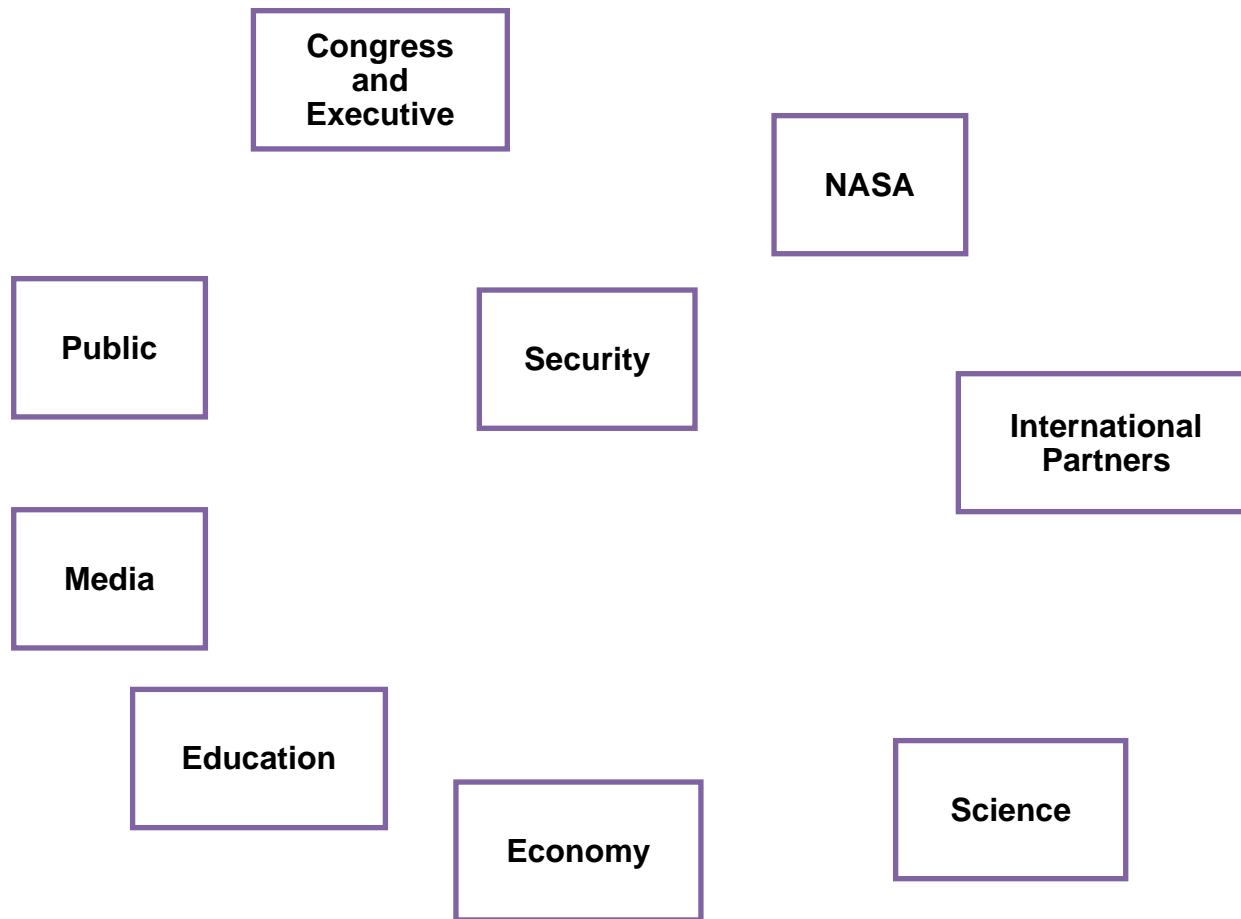 Congress
and
Executive
NASA
Public
Security
International
Partners
Media
Education
Economy
Science